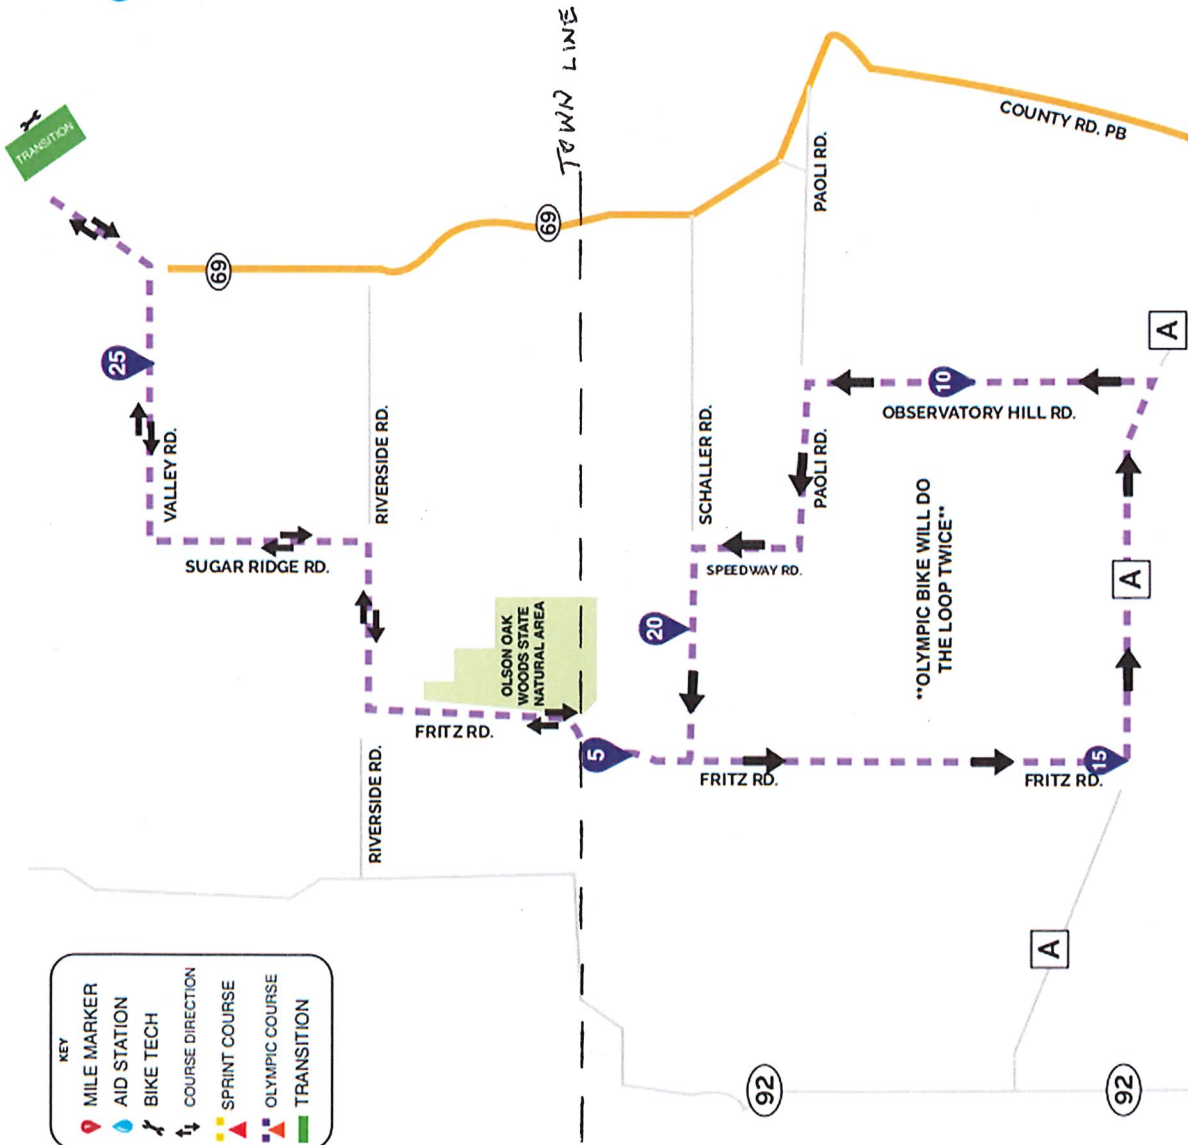 TRANSITION
TOWN LINE
COUNTY RD. PB
PAOLI RD.
69
69
25
VALLEY RD.
RIVERSIDE RD.
SUGAR RIDGE RD.
SCHALLER RD.
PAOLI RD.
SPEEDWAY RD.
10
OBSERVATORY HILL RD.
A
OLSON OAK
WOODS STATE
NATURAL AREA
20
**OLYMPIC BIKE WILL DO
THE LOOP TWICE**
A
FRITZ RD.
5
FRITZ RD.
FRITZ RD.
15
RIVERSIDE RD.
A
92
92
KEY
MILE MARKER
AID STATION
BIKE TECH
COURSE DIRECTION
SPRINT COURSE
OLYMPIC COURSE
TRANSITION